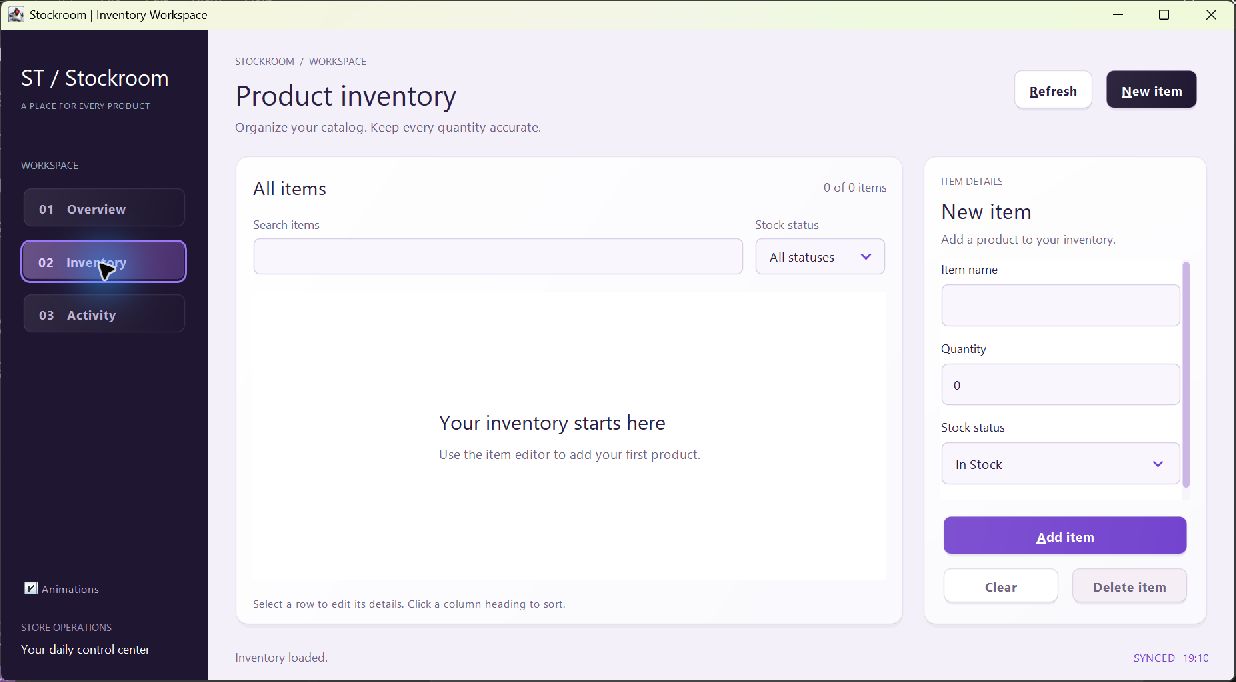 Stockroom | Inventory Workspace
ST / Stockroom
A PLACE FOR EVERY PRODUCT
WORKSPACE
01 Overview
02 Inventory
03 Activity
Animations
STORE OPERATIONS
Your daily control center
STOCKROOM / WORKSPACE
Product inventory
Organize your catalog. Keep every quantity accurate.
Refresh
New item
All items
0 of 0 items
Search items
Stock status
All statuses
Your inventory starts here
Use the item editor to add your first product.
Select a row to edit its details. Click a column heading to sort.
ITEM DETAILS
New item
Add a product to your inventory.
Item name
Quantity
0
Stock status
In Stock
Add item
Clear
Delete item
Inventory loaded.
SYNCED 19:10